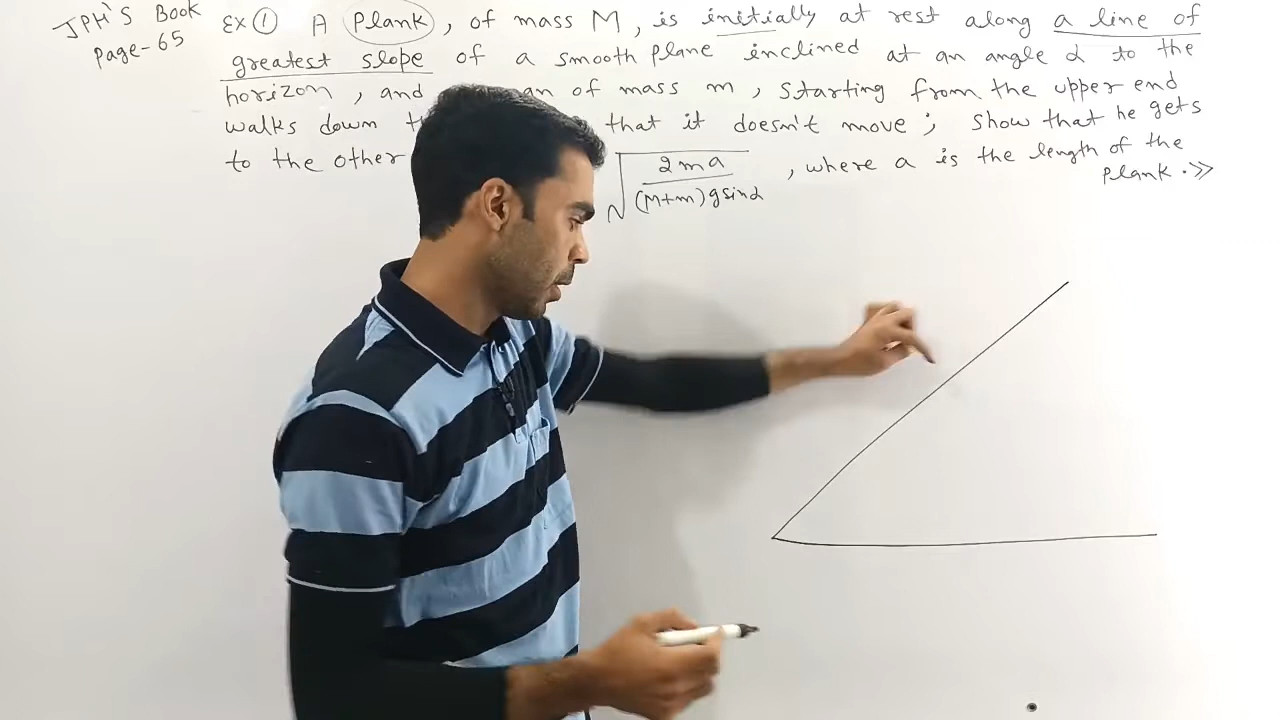 JPH'S Book
Page-65
Ex ① A Plank, of mass M, is initially at rest along a line of
greatest slope of a smooth plane inclined at an angle α to the
horizon, and an of mass m, starting from the upper end
walks down that it doesn't move; Show that he gets
to the other √(2ma / (M+m)gsinα), where a is the length of the
plank. >>